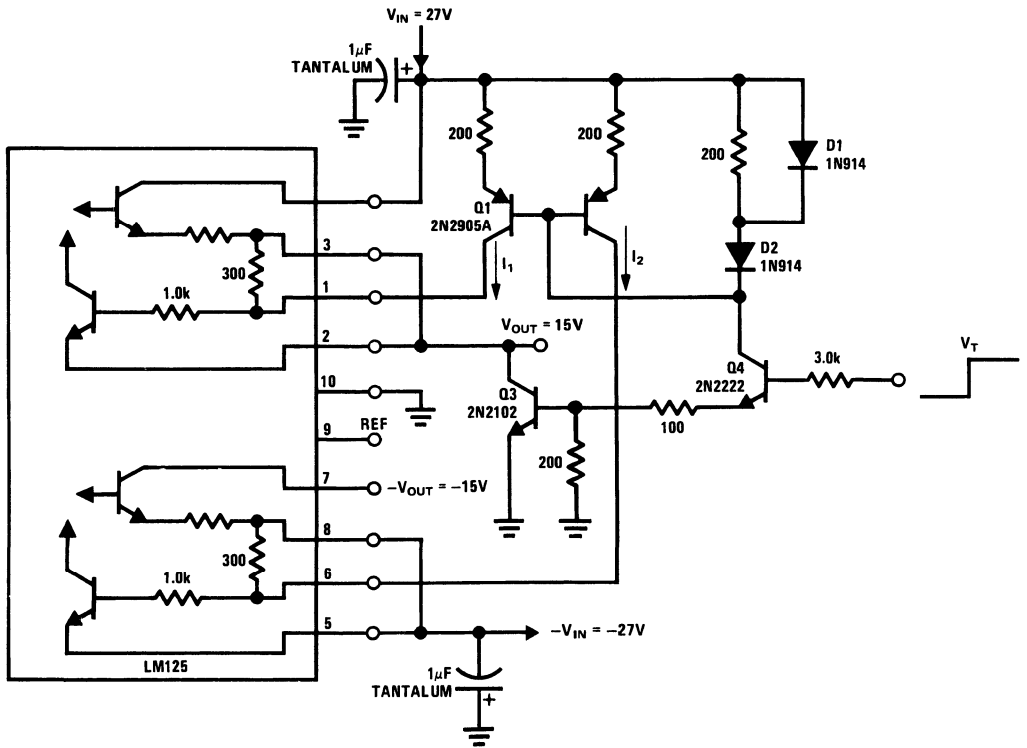 V_IN = 27V
1μF
TANTALUM
+
200
200
200
D1
1N914
Q1
2N2905A
D2
1N914
I₁
I₂
3
300
1
1.0k
2
V_OUT = 15V
10
Q3
2N2102
Q4
2N2222
3.0k
V_T
9
REF
100
200
7
–V_OUT = –15V
8
300
6
1.0k
5
–V_IN = –27V
LM125
1μF
TANTALUM
+